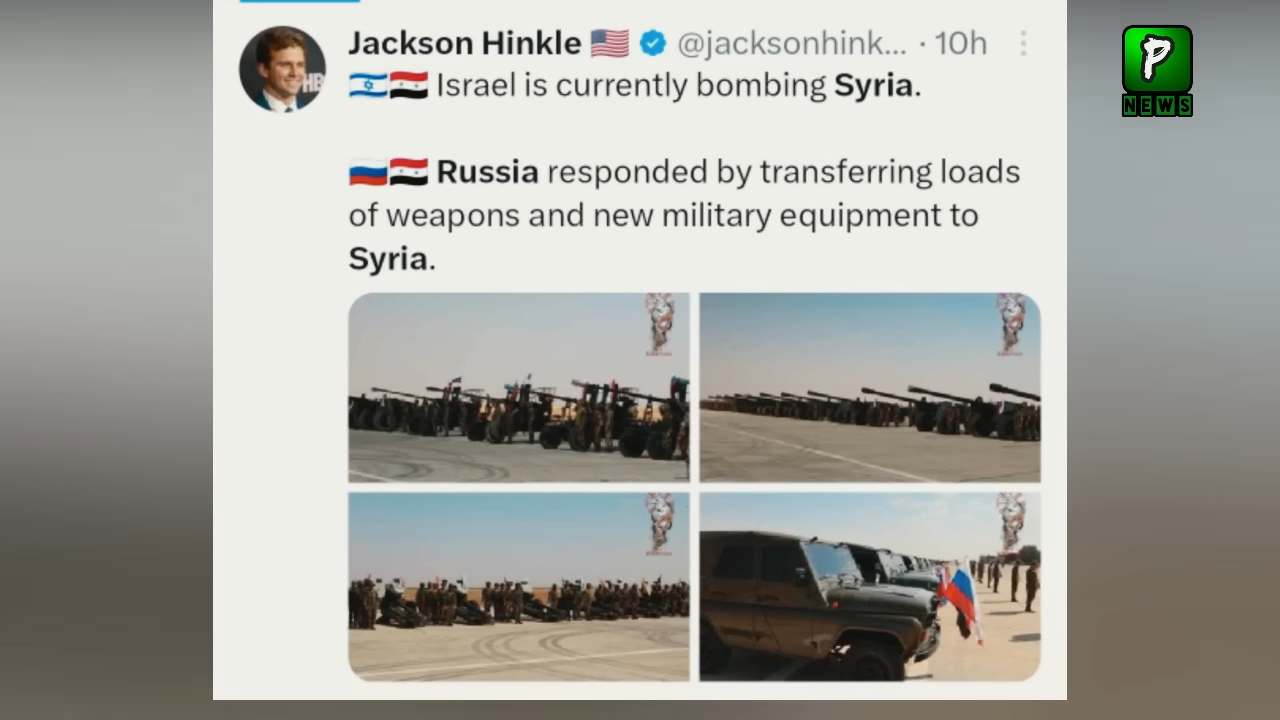 Jackson Hinkle 🇺🇸 @jacksonhink... · 10h
🇮🇱🇸🇾 Israel is currently bombing Syria.
🇷🇺🇸🇾 Russia responded by transferring loads
of weapons and new military equipment to
Syria.
HB
P
NEWS